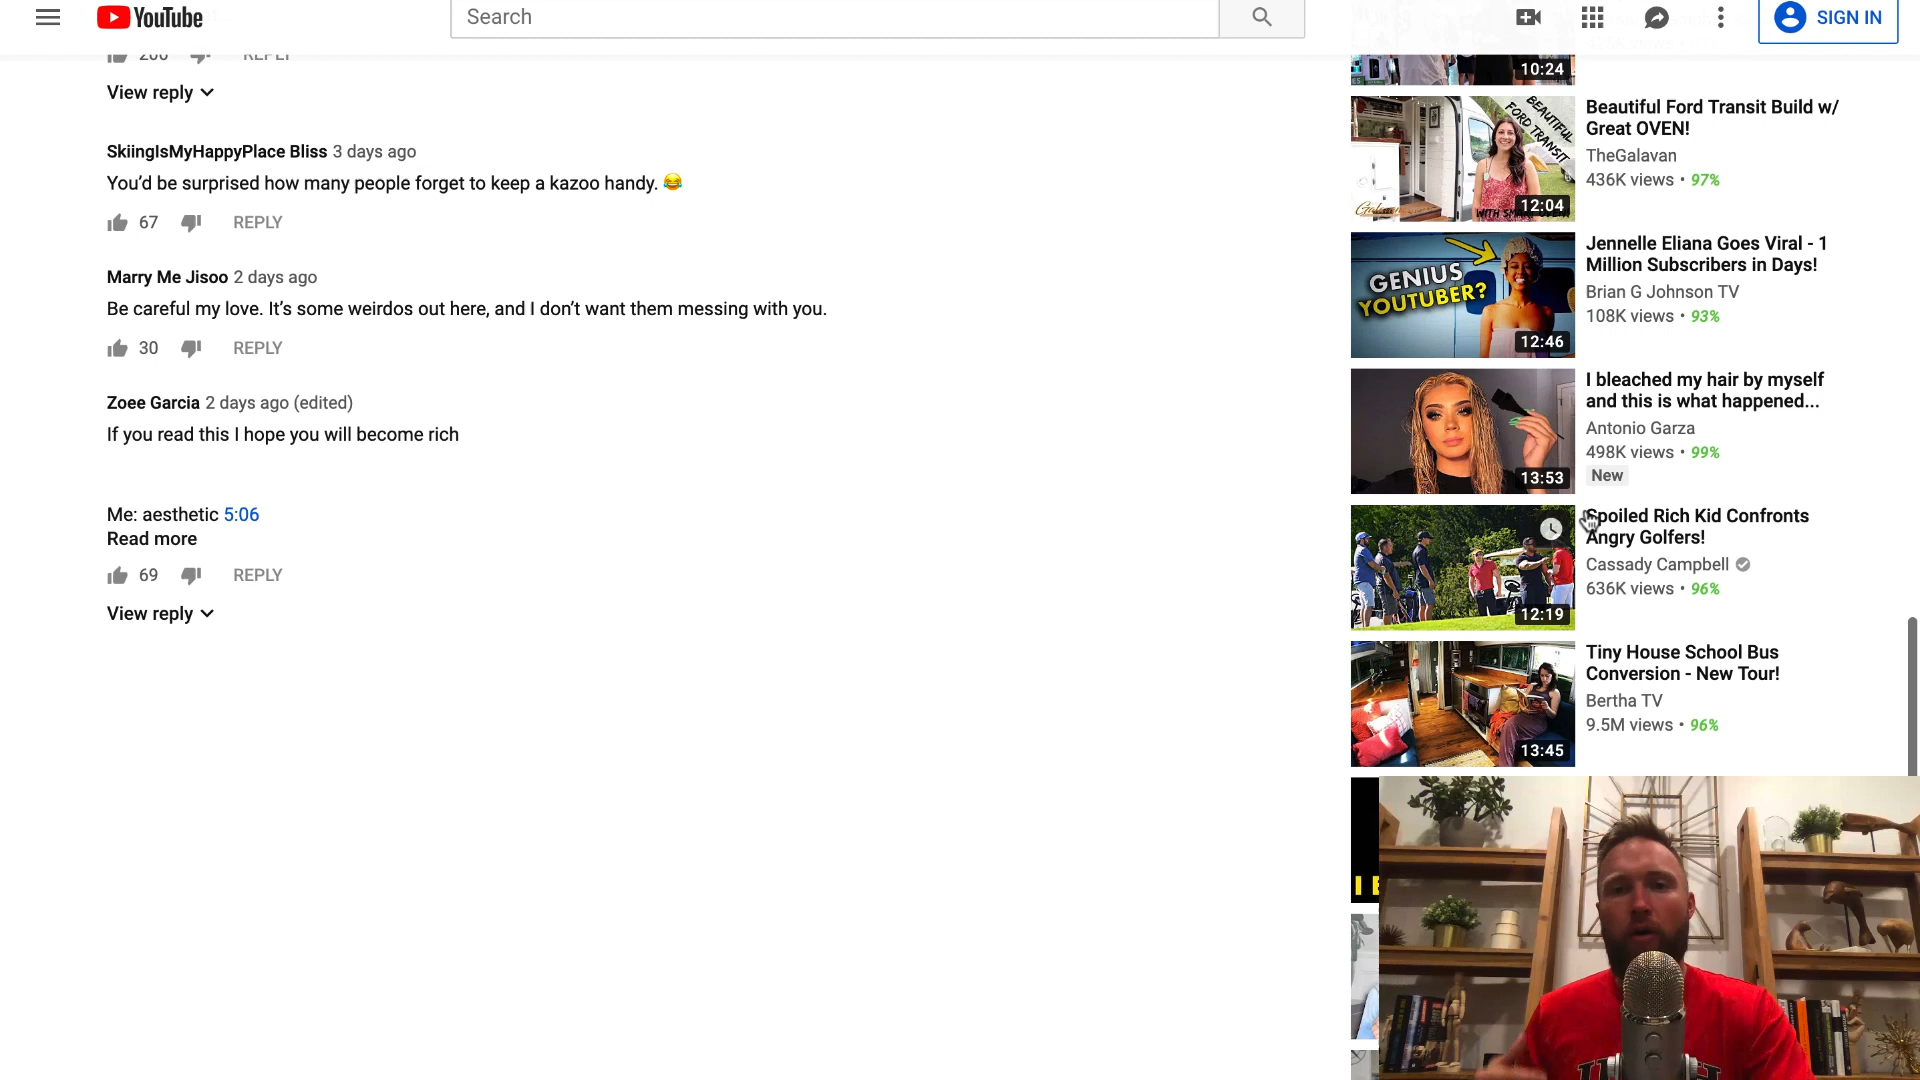 YouTube
Search
SIGN IN
200 REPLY
View reply
SkiingIsMyHappyPlace Bliss 3 days ago
You'd be surprised how many people forget to keep a kazoo handy. 😂
67 REPLY
Marry Me Jisoo 2 days ago
Be careful my love. It's some weirdos out here, and I don't want them messing with you.
30 REPLY
Zoee Garcia 2 days ago (edited)
If you read this I hope you will become rich
Me: aesthetic 5:06
Read more
69 REPLY
View reply
10:24
BEAUTIFUL
FORD TRANSIT
12:04
Beautiful Ford Transit Build w/
Great OVEN!
TheGalavan
436K views • 97%
GENIUS
YOUTUBER?
12:46
Jennelle Eliana Goes Viral - 1
Million Subscribers in Days!
Brian G Johnson TV
108K views • 93%
13:53
I bleached my hair by myself
and this is what happened...
Antonio Garza
498K views • 99%
New
12:19
Spoiled Rich Kid Confronts
Angry Golfers!
Cassady Campbell
636K views • 96%
13:45
Tiny House School Bus
Conversion - New Tour!
Bertha TV
9.5M views • 96%